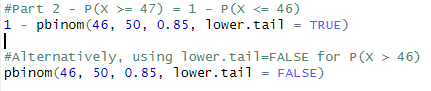 #Part 2 - P(X >= 47) = 1 - P(X <= 46)
1 - pbinom(46, 50, 0.85, lower.tail = TRUE)
#Alternatively, using lower.tail=FALSE for P(X > 46)
pbinom(46, 50, 0.85, lower.tail = FALSE)